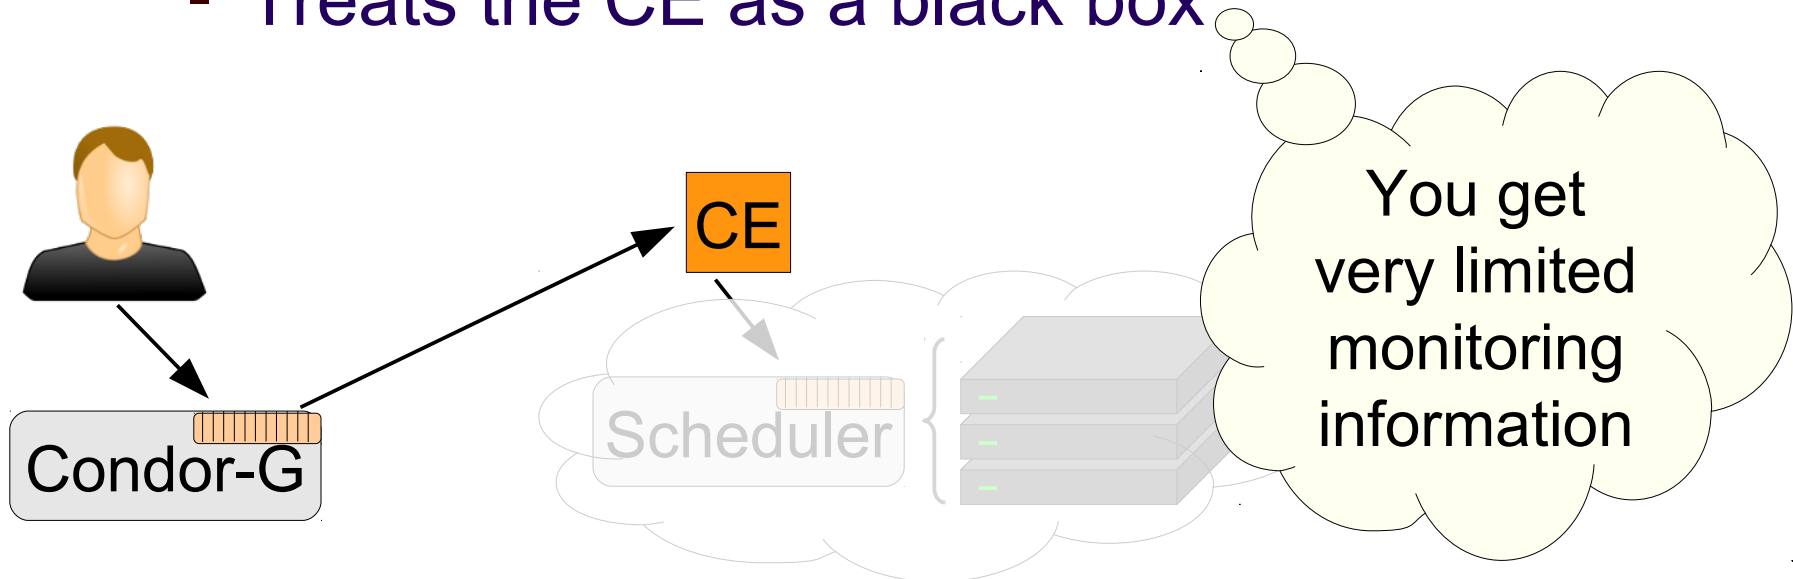 - Treats the CE as a black box
CE
You get
very limited
monitoring
information
Scheduler
Condor-G